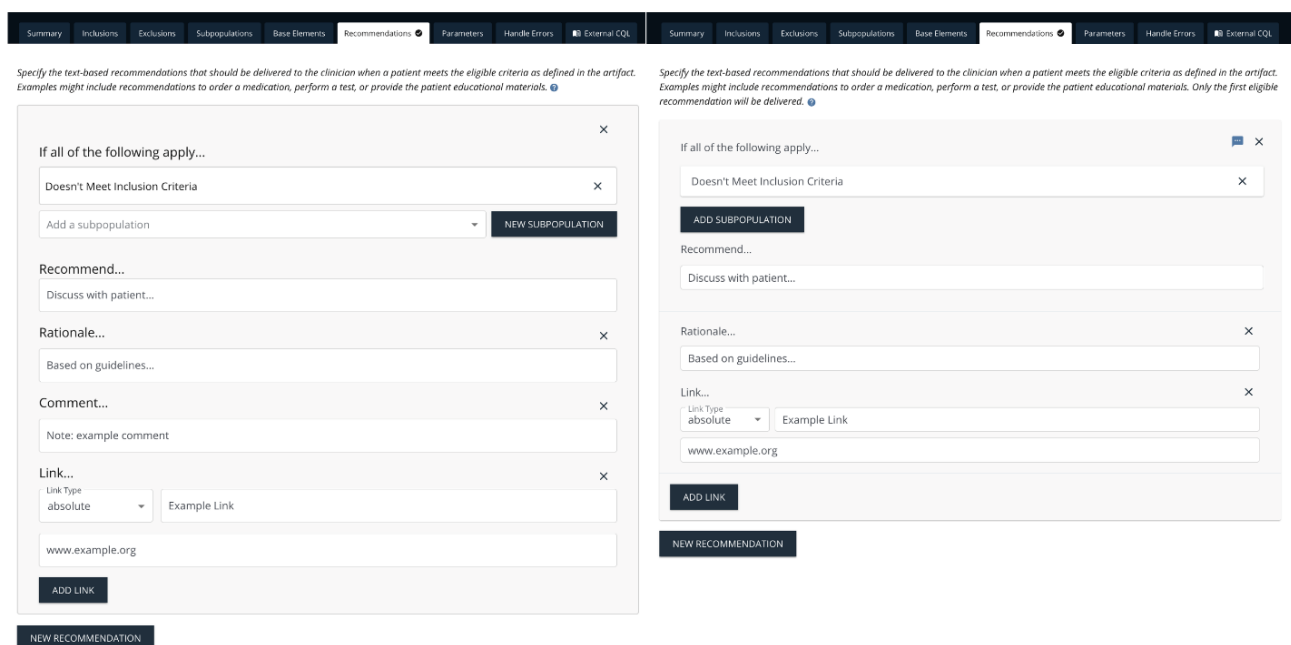 Summary Inclusions Exclusions Subpopulations Base Elements Recommendations Parameters Handle Errors External CQL
Specify the text-based recommendations that should be delivered to the clinician when a patient meets the eligible criteria as defined in the artifact.
Examples might include recommendations to order a medication, perform a test, or provide the patient educational materials.
If all of the following apply...
Doesn't Meet Inclusion Criteria
Add a subpopulation NEW SUBPOPULATION
Recommend...
Discuss with patient...
Rationale...
Based on guidelines...
Comment...
Note: example comment
Link...
Link Type
absolute Example Link
www.example.org
ADD LINK
NEW RECOMMENDATION
Summary Inclusions Exclusions Subpopulations Base Elements Recommendations Parameters Handle Errors External CQL
Specify the text-based recommendations that should be delivered to the clinician when a patient meets the eligible criteria as defined in the artifact.
Examples might include recommendations to order a medication, perform a test, or provide the patient educational materials. Only the first eligible
recommendation will be delivered.
If all of the following apply...
Doesn't Meet Inclusion Criteria
ADD SUBPOPULATION
Recommend...
Discuss with patient...
Rationale...
Based on guidelines...
Link...
Link Type
absolute Example Link
www.example.org
ADD LINK
NEW RECOMMENDATION